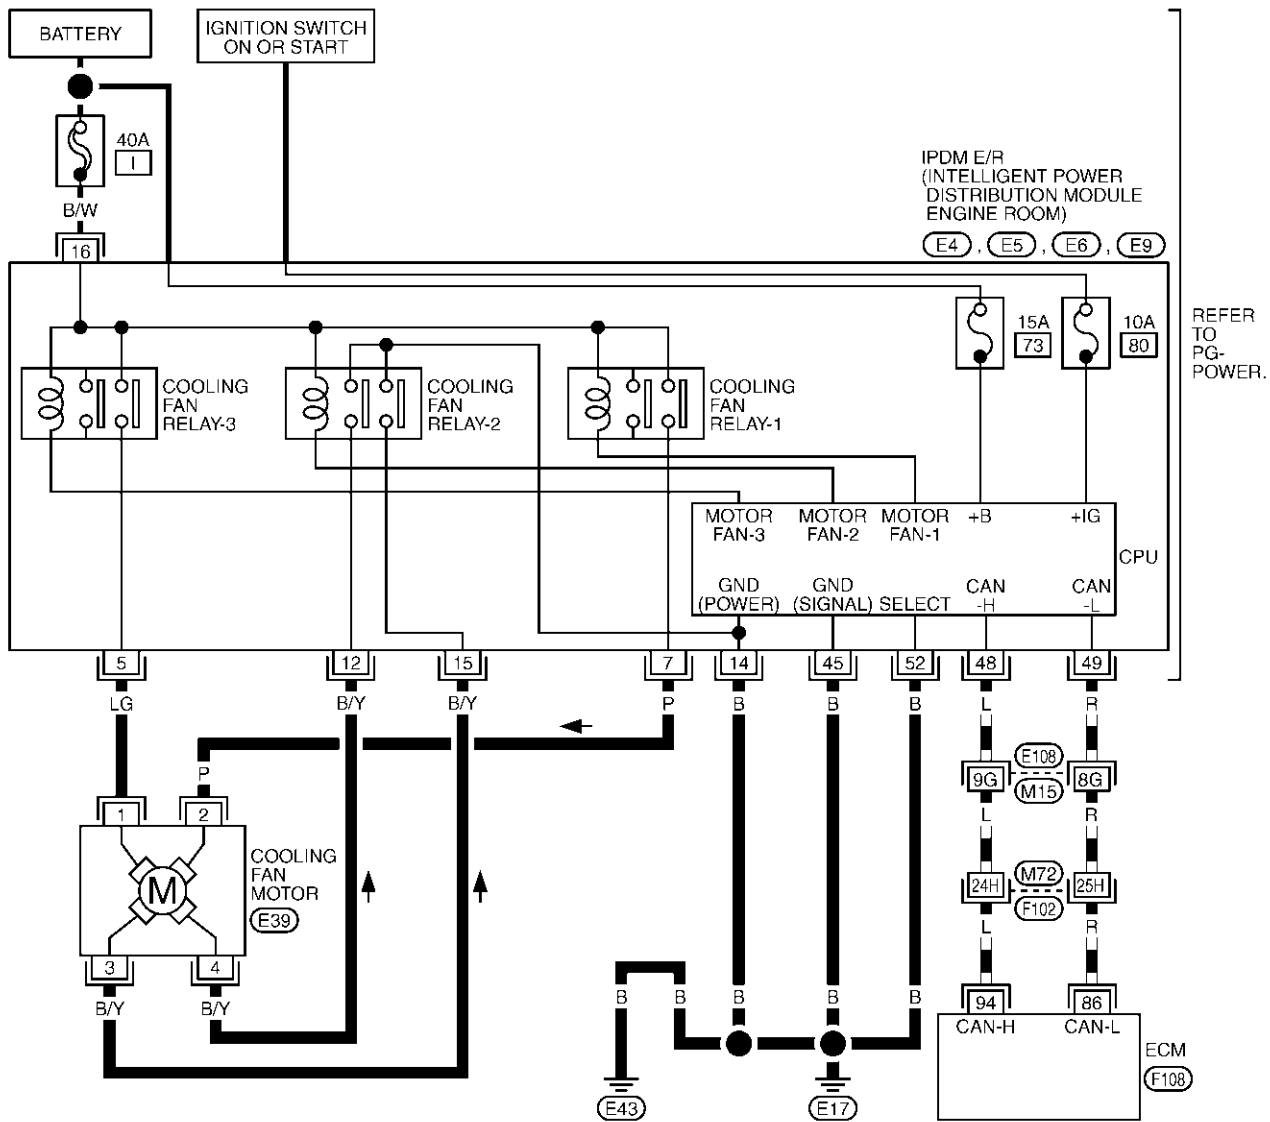 BATTERY
IGNITION SWITCH
ON OR START
40A
I
B/W
16
IPDM E/R
(INTELLIGENT POWER
DISTRIBUTION MODULE
ENGINE ROOM)
E4 , E5 , E6 , E9
REFER
TO
PG-
POWER.
15A
73
10A
80
COOLING
FAN
RELAY-3
COOLING
FAN
RELAY-2
COOLING
FAN
RELAY-1
MOTOR
FAN-3
MOTOR
FAN-2
MOTOR
FAN-1
+B
+IG
CPU
GND
(POWER)
GND
(SIGNAL)
SELECT
CAN
-H
CAN
-L
5
12
15
7
14
45
52
48
49
LG
B/Y
B/Y
P
B
B
B
L
R
P
E108
9G
8G
M15
L
R
1
2
COOLING
FAN
MOTOR
E39
M
M72
24H
25H
F102
L
R
3
4
B/Y
B/Y
B
B
B
B
B
94
86
CAN-H
CAN-L
ECM
F108
E43
E17